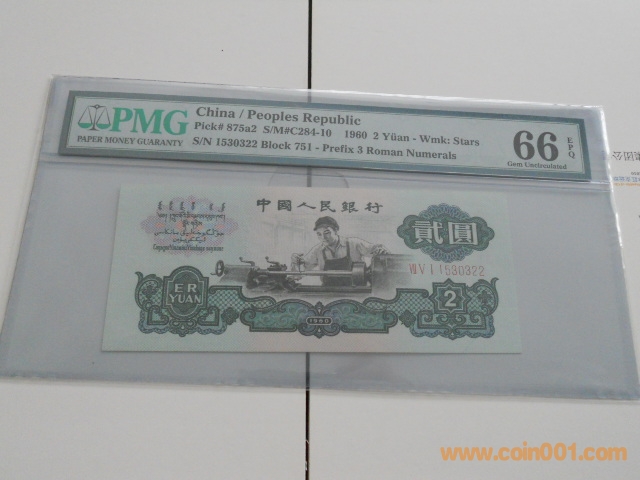 PMG
PAPER MONEY GUARANTY
China / Peoples Republic
Pick# 875a2 S/M#C284-10 1960 2 Yüan - Wmk: Stars
S/N 1530322 Block 751 - Prefix 3 Roman Numerals
66 EPQ
Gem Uncirculated
中國人民銀行
貳圓
VII V I 1530322
ER
YUAN
2
1960
www.coin001.com